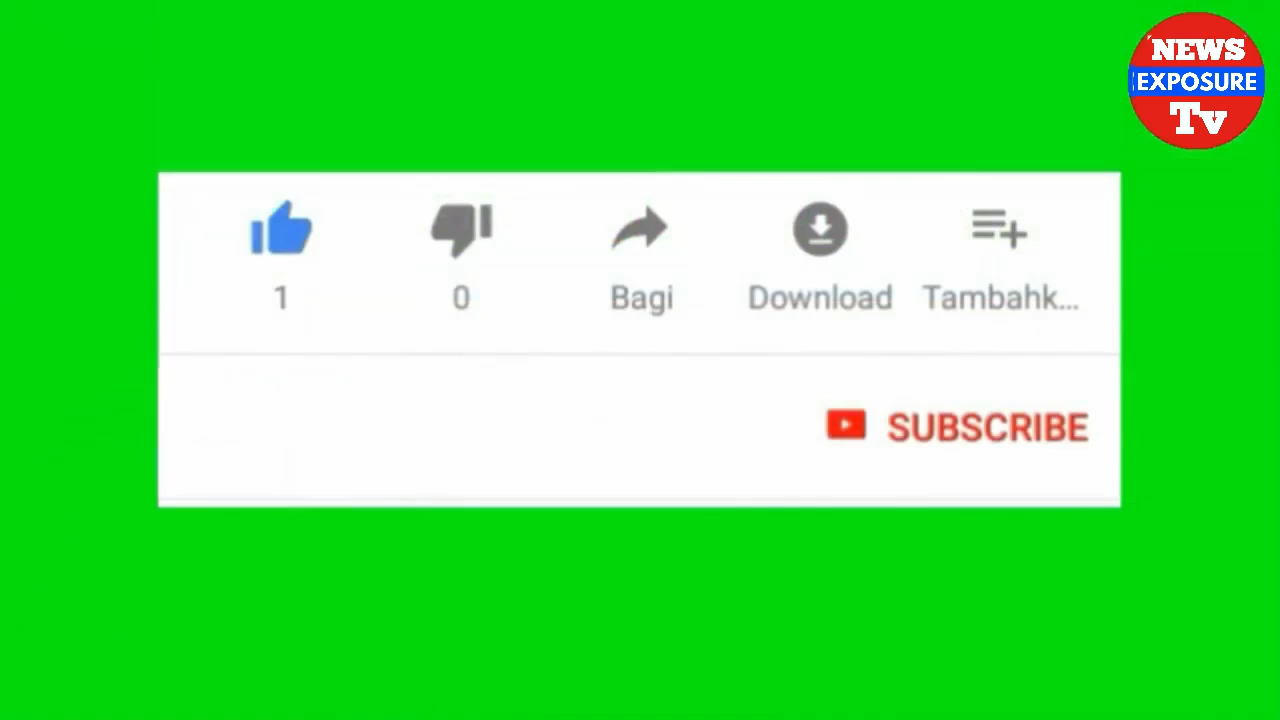 NEWS
EXPOSURE
Tv
1 0 Bagi Download Tambahk...
SUBSCRIBE